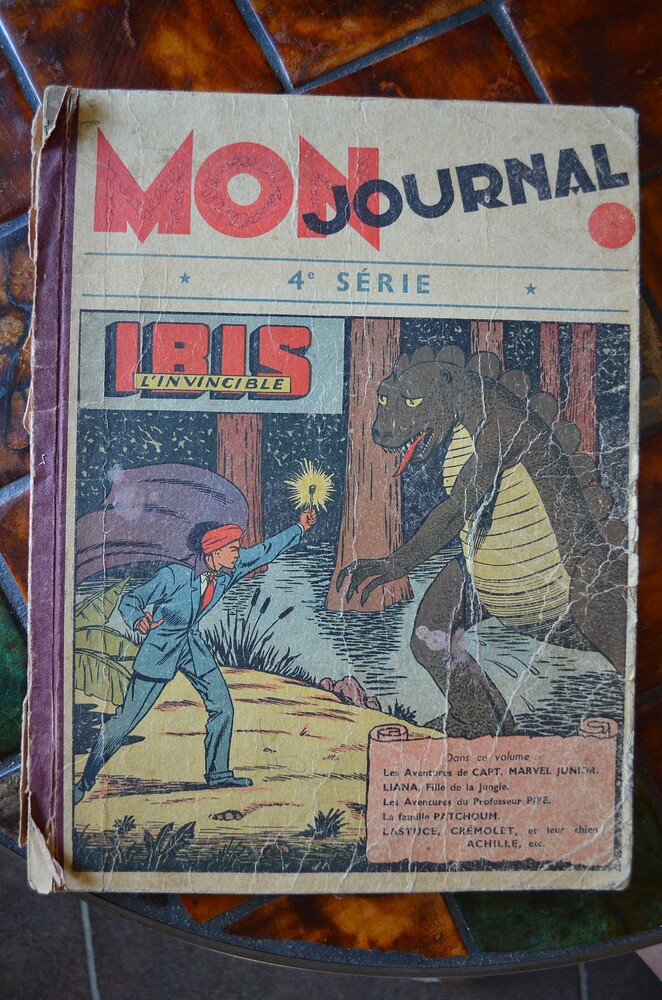 MON JOURNAL
4e SÉRIE
IBIS
L'INVINCIBLE
Dans ce volume :
Les Aventures de CAPT. MARVEL JUNIOR.
LIANA, Fille de la Jungle.
Les Aventures du Professeur PIPE.
La famille PATCHOUM.
LASTUCE, CRÉMOLET, et leur chien
ACHILLE, etc.